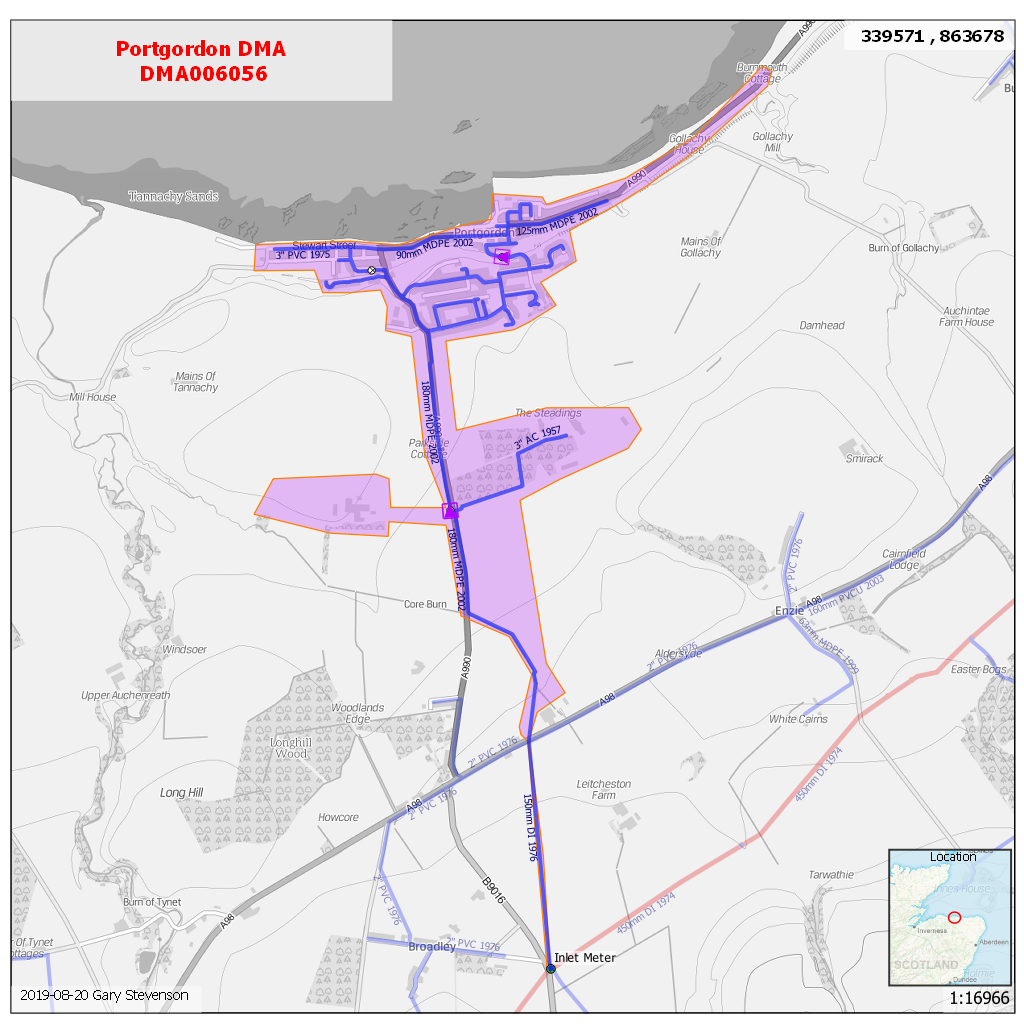 Portgordon DMA
DMA006056
339571 , 863678
A990
Burnmouth
Cottage
Gollachy
House
Gollachy
Mill
A990
Tannachy Sands
Portgordon
125mm MDPE 2002
Stewart Street
3" PVC 1975
90mm MDPE 2002
Mains Of
Gollachy
Burn of Gollachy
Auchintae
Farm House
Damhead
Mains Of
Tannachy
Mill House
180mm MDPE 2002
A990
The Steadings
3" AC 1957
Smirack
A98
180mm MDPE 2002
2" PVC 1976
Cairnfield
Lodge
Core Burn
Enzie
A98
160mm PVCU 2003
63mm MDPE 1999
Windsoer
A990
Aldersyde
2" PVC 1976
Easter Bogs
Upper Auchenreath
A98
Woodlands
Edge
White Cairns
Longhill
Wood
2" PVC 1976
450mm DI 1974
Long Hill
A98
2" PVC 1976
Leitcheston
Farm
Howcore
150mm DI 1976
Location
Inverness
Aberdeen
SCOTLAND
Dundee
Tarwathie
2" PVC 1976
B9016
Burn of Tynet
A98
450mm DI 1974
Broadley
2" PVC 1976
Inlet Meter
2019-08-20 Gary Stevenson
1:16966